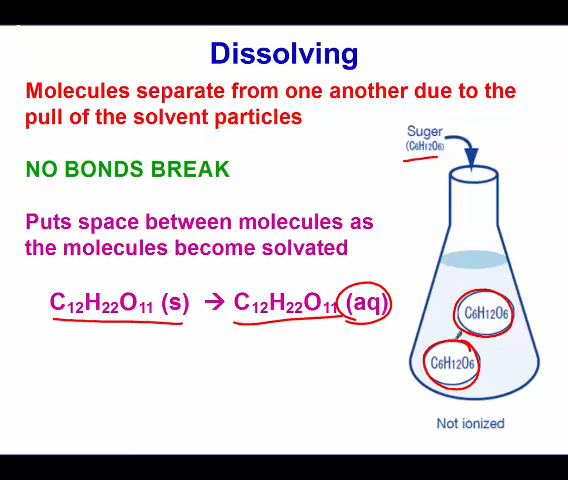 Dissolving
Molecules separate from one another due to the
pull of the solvent particles
Suger
(C6H12O6)
NO BONDS BREAK
Puts space between molecules as
the molecules become solvated
C₁₂H₂₂O₁₁ (s) → C₁₂H₂₂O₁₁ (aq)
C6H12O6
C6H12O6
Not ionized